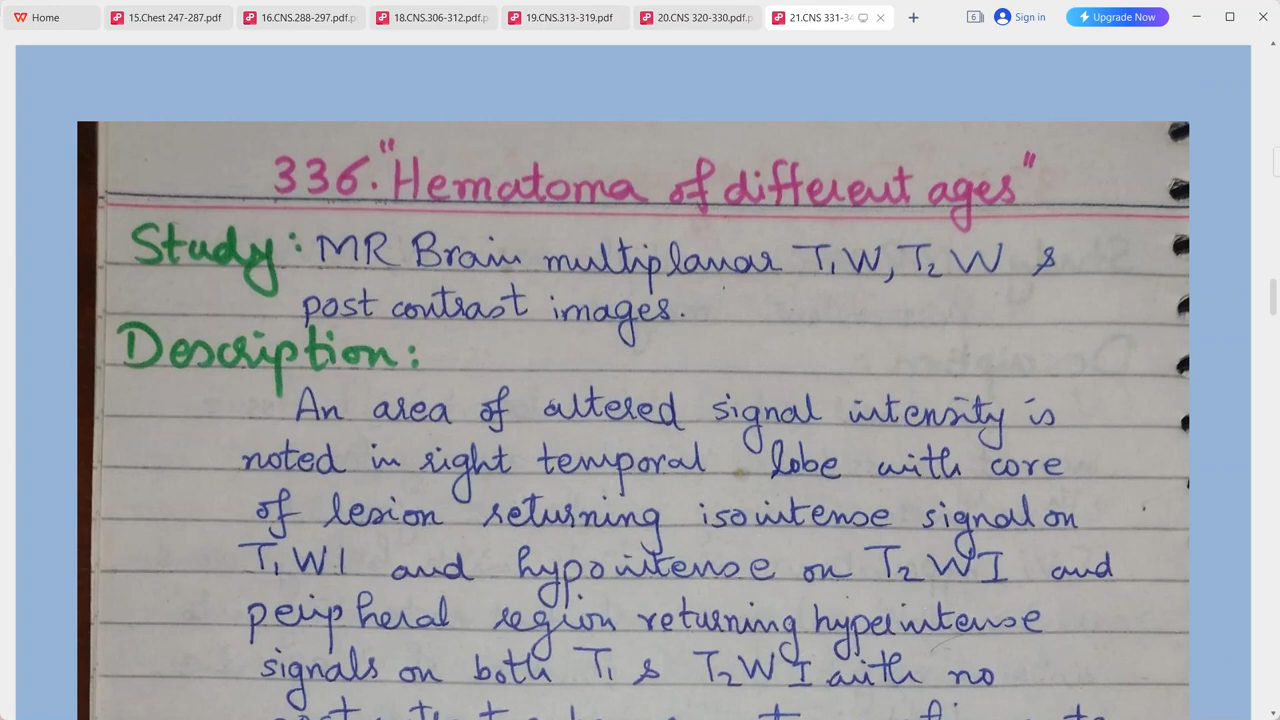 Home
15.Chest 247-287.pdf
16.CNS.288-297.pdf.p
18.CNS306-312.pdf.p
19.CNS.313-319.pdf
20.CNS 320-330.pdf.p
21.CNS 331-34
Sign in
Upgrade Now
336. "Hematoma of different ages"
Study: MR Brain multiplanar T₁W, T₂W &
post contrast images.
Description:
An area of altered signal intensity is
noted in right temporal lobe with core
of lesion returning isointense signal on
T₁WI and hypointense on T₂WI and
peripheral region returning hyperintense
signals on both T₁ & T₂WI with no